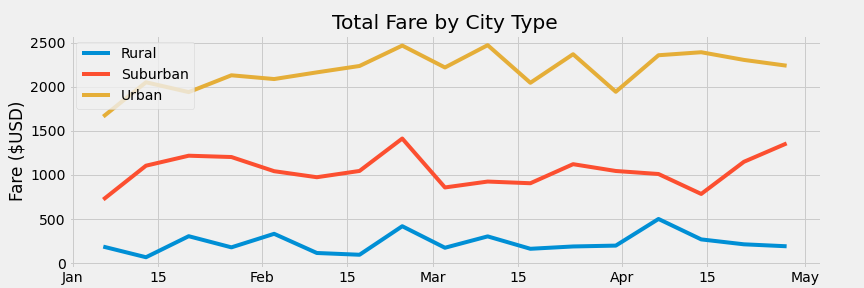 Total Fare by City Type
Fare ($USD)
2500
2000
1500
1000
500
0
Rural
Suburban
Urban
Jan 15 Feb 15 Mar 15 Apr 15 May